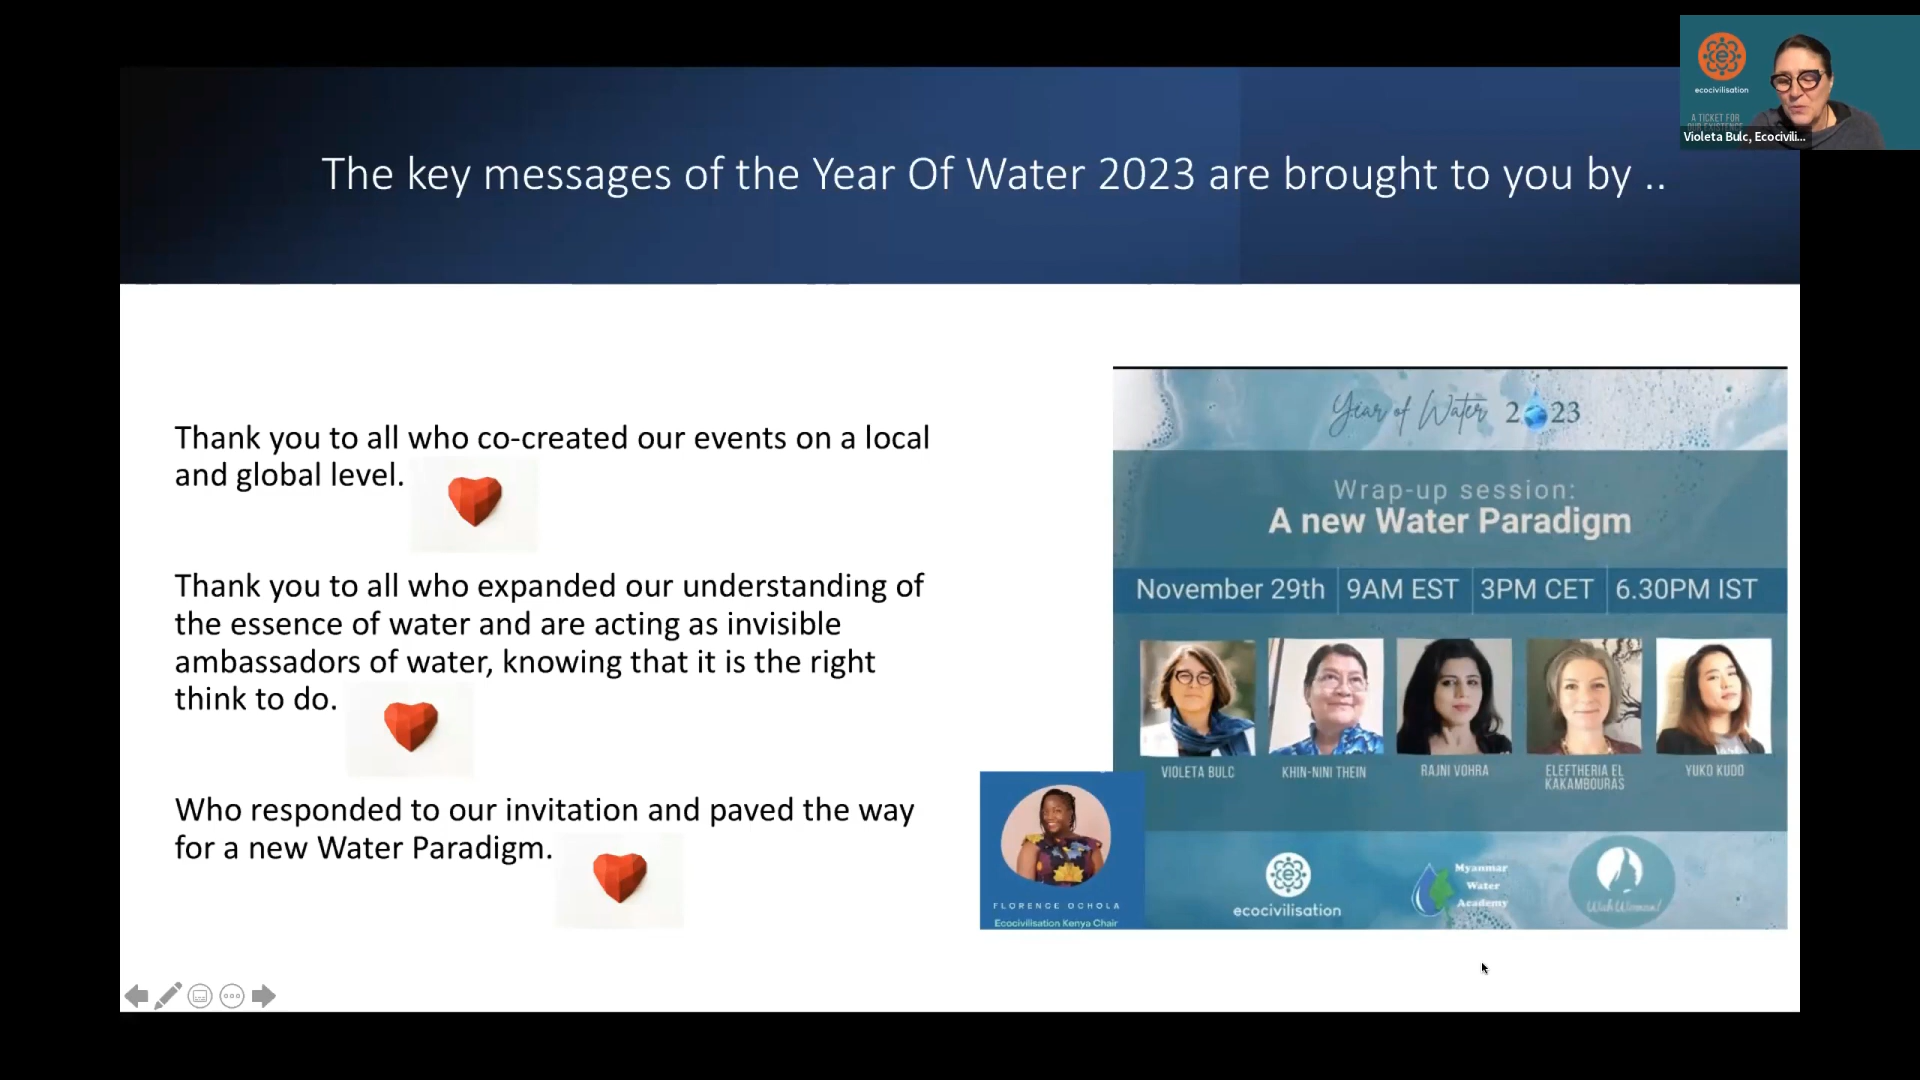 ecocivilisation
A TICKET FOR
OUR EXISTENCE
Violeta Bulc, Ecocivili...
The key messages of the Year Of Water 2023 are brought to you by ..
Thank you to all who co-created our events on a local
and global level.
Thank you to all who expanded our understanding of
the essence of water and are acting as invisible
ambassadors of water, knowing that it is the right
think to do.
Who responded to our invitation and paved the way
for a new Water Paradigm.
Year of Water 2023
Wrap-up session:
A new Water Paradigm
November 29th 9AM EST 3PM CET 6.30PM IST
VIOLETA BULC KHIN-NINI THEIN RAJNI VOHRA ELEFTHERIA EL YUKO KUDO
KAKAMBOURAS
FLORENCE OCHOLA
Ecocivilisation Kenya Chair
ecocivilisation
Myanmar
Water
Academy
Wish Woman!